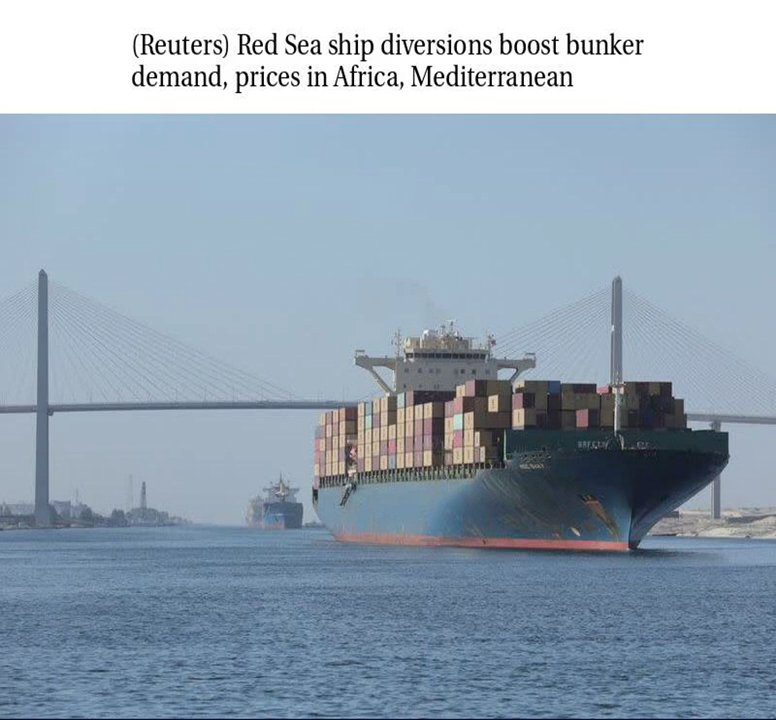 (Reuters) Red Sea ship diversions boost bunker
demand, prices in Africa, Mediterranean